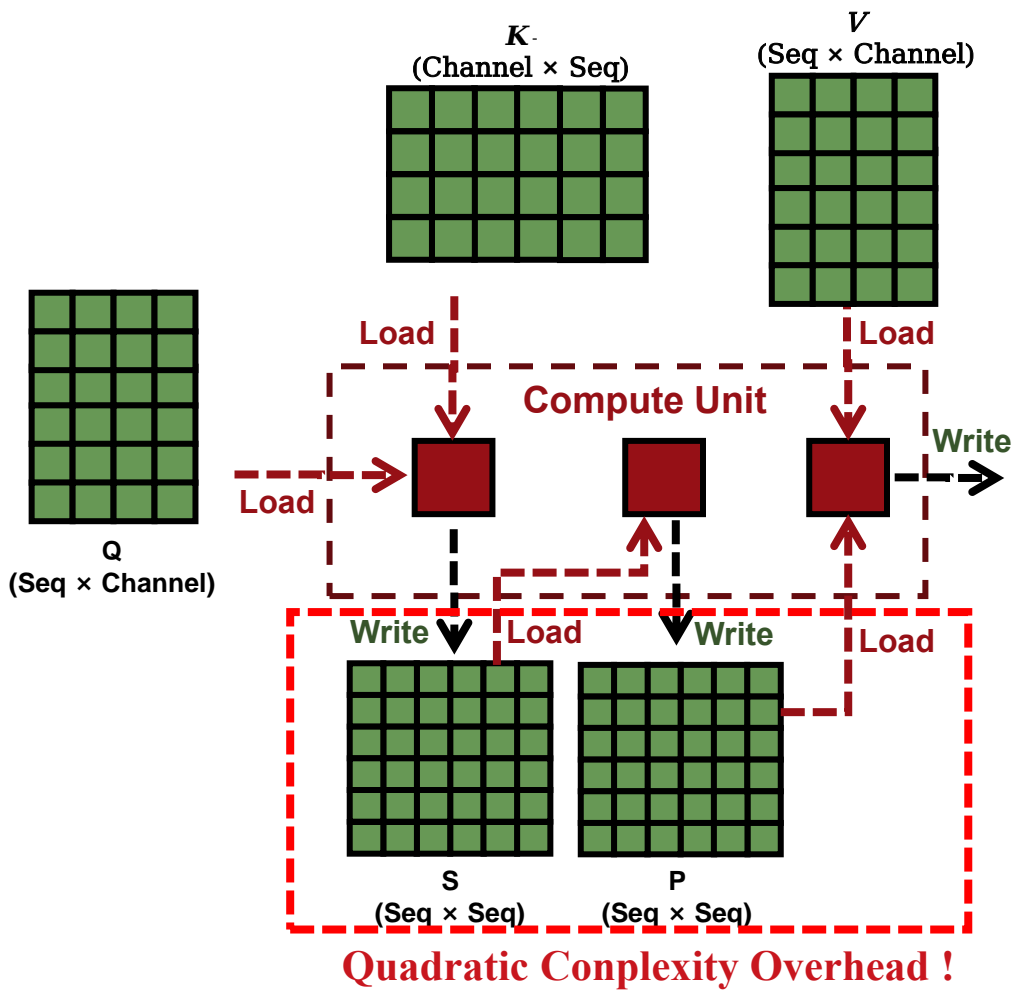 K-
(Channel × Seq)
V
(Seq × Channel)
Load
Load
Compute Unit
Write
Load
Q
(Seq × Channel)
Write
Load
Write
Load
S
(Seq × Seq)
P
(Seq × Seq)
Quadratic Conplexity Overhead !